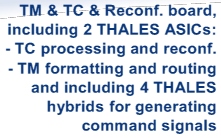 TM & TC & Reconf. board,
including 2 THALES ASICs:
- TC processing and reconf.
- TM formatting and routing
and including 4 THALES
hybrids for generating
command signals